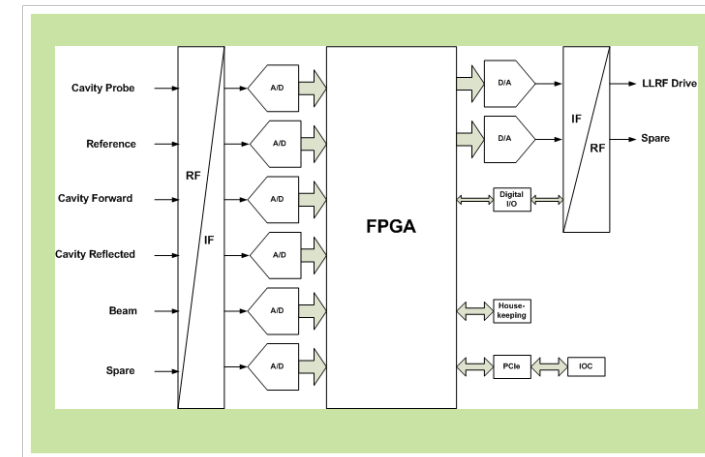 Cavity Probe
Reference
Cavity Forward
Cavity Reflected
Beam
Spare
RF
IF
A/D
A/D
A/D
A/D
A/D
A/D
FPGA
D/A
D/A
Digital
I/O
House-
keeping
PCIe
IOC
IF
RF
LLRF Drive
Spare